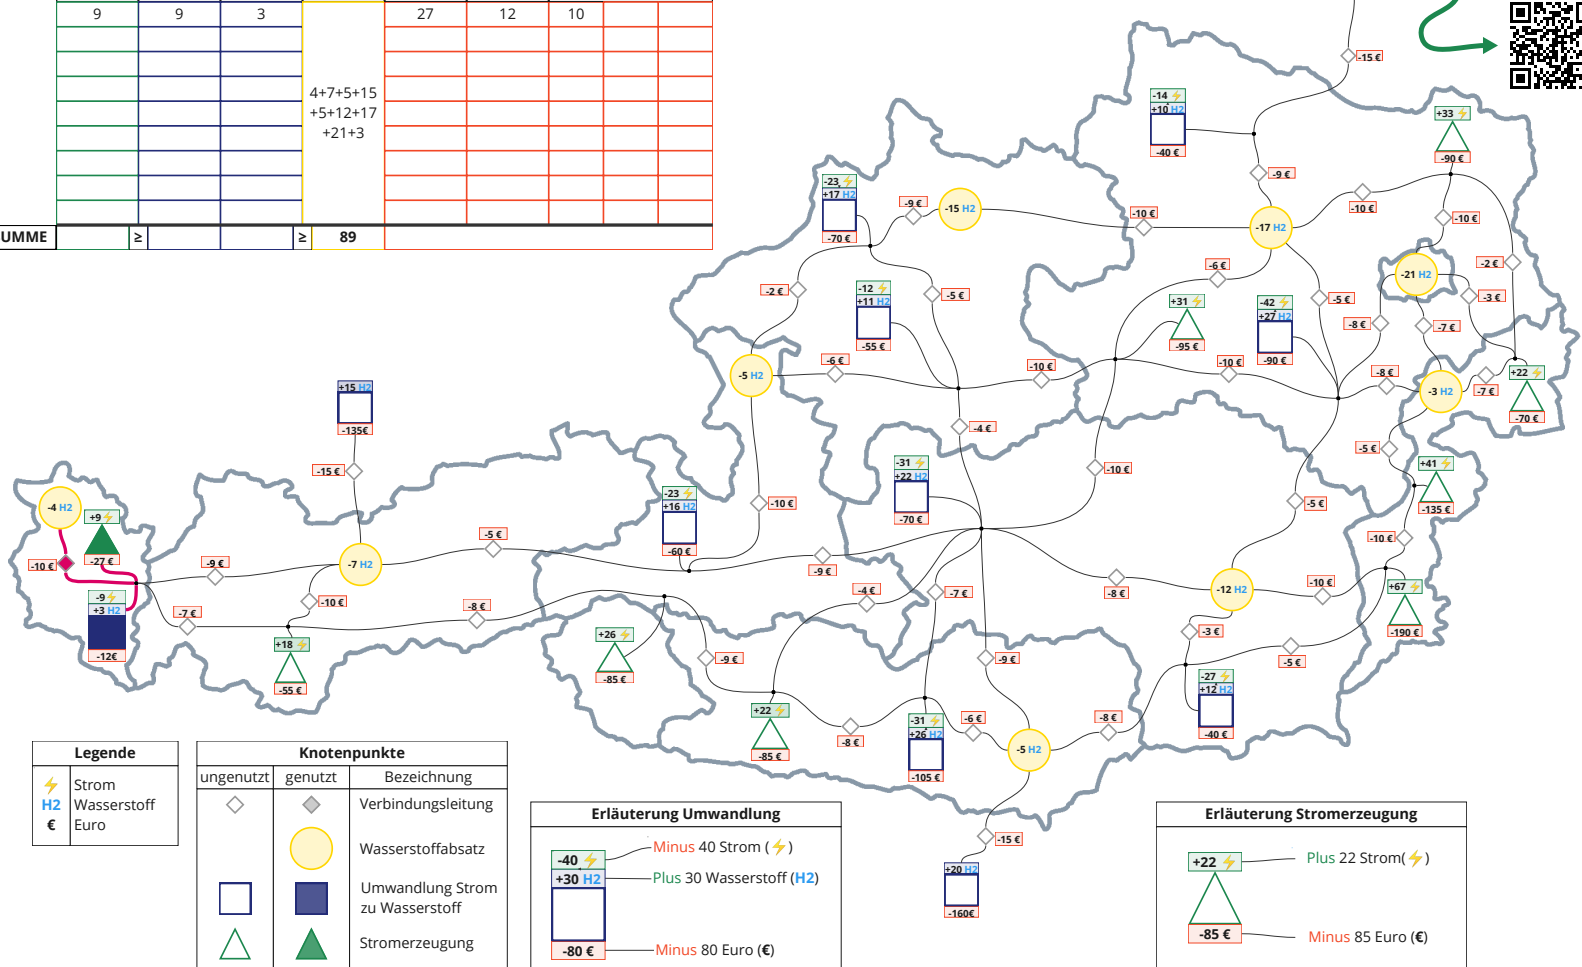 9 9 3 27 12 10
4+7+5+15
+5+12+17
+21+3
UMME ≥ ≥ 89
-15 €
-14 ⚡
+10 H2
-40 €
+33 ⚡
-90 €
-9 €
-23 ⚡
+17 H2
-70 €
-9 €
-15 H2
-10 €
-17 H2
-10 €
-10 €
-6 €
-21 H2
-2 €
-2 €
-12 ⚡
+11 H2
-55 €
-5 €
+31 ⚡
-95 €
-42 ⚡
+27 H2
-90 €
-5 €
-3 €
-8 €
-7 €
-5 H2
-6 €
-10 €
-10 €
-8 €
-3 H2
-7 €
+22 ⚡
-70 €
+15 H2
-135€
-4 €
-5 €
-15 €
-31 ⚡
+22 H2
-70 €
-10 €
+41 ⚡
-135 €
-4 H2
+9 ⚡
-27 €
-10 €
-23 ⚡
+16 H2
-60 €
-10 €
-5 €
-10 €
-9 €
-7 H2
-5 €
-9 €
-8 €
-12 H2
-10 €
+67 ⚡
-190 €
-9 ⚡
+3 H2
-12€
-7 €
-10 €
-8 €
-4 €
-7 €
-3 €
+18 ⚡
-55 €
+26 ⚡
-85 €
-9 €
-9 €
-5 €
-27 ⚡
+12 H2
-40 €
+22 ⚡
-85 €
-8 €
-31 ⚡
+26 H2
-105 €
-6 €
-5 H2
-8 €
-15 €
+20 H2
-160€
Legende
⚡ Strom
H2 Wasserstoff
€ Euro
Knotenpunkte
ungenutzt genutzt Bezeichnung
Verbindungsleitung
Wasserstoffabsatz
Umwandlung Strom
zu Wasserstoff
Stromerzeugung
Erläuterung Umwandlung
-40 ⚡ Minus 40 Strom (⚡)
+30 H2 Plus 30 Wasserstoff (H2)
-80 € Minus 80 Euro (€)
Erläuterung Stromerzeugung
+22 ⚡ Plus 22 Strom(⚡)
-85 € Minus 85 Euro (€)